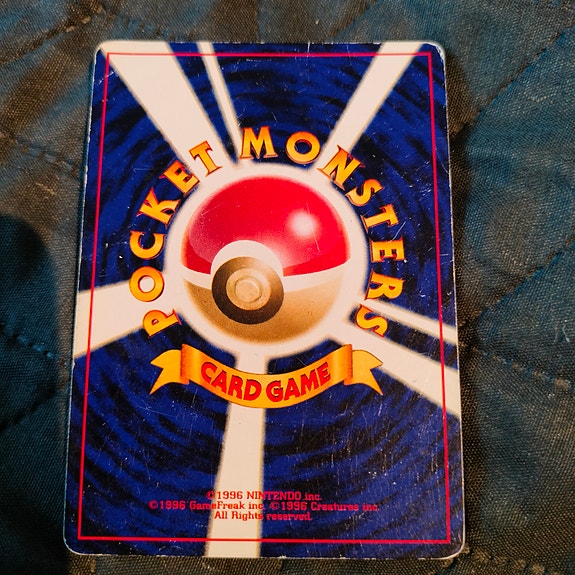 POCKET MONSTERS
CARD GAME
©1996 NINTENDO inc.
©1996 GameFreak inc. ©1996 Creatures inc.
All Rights reserved.